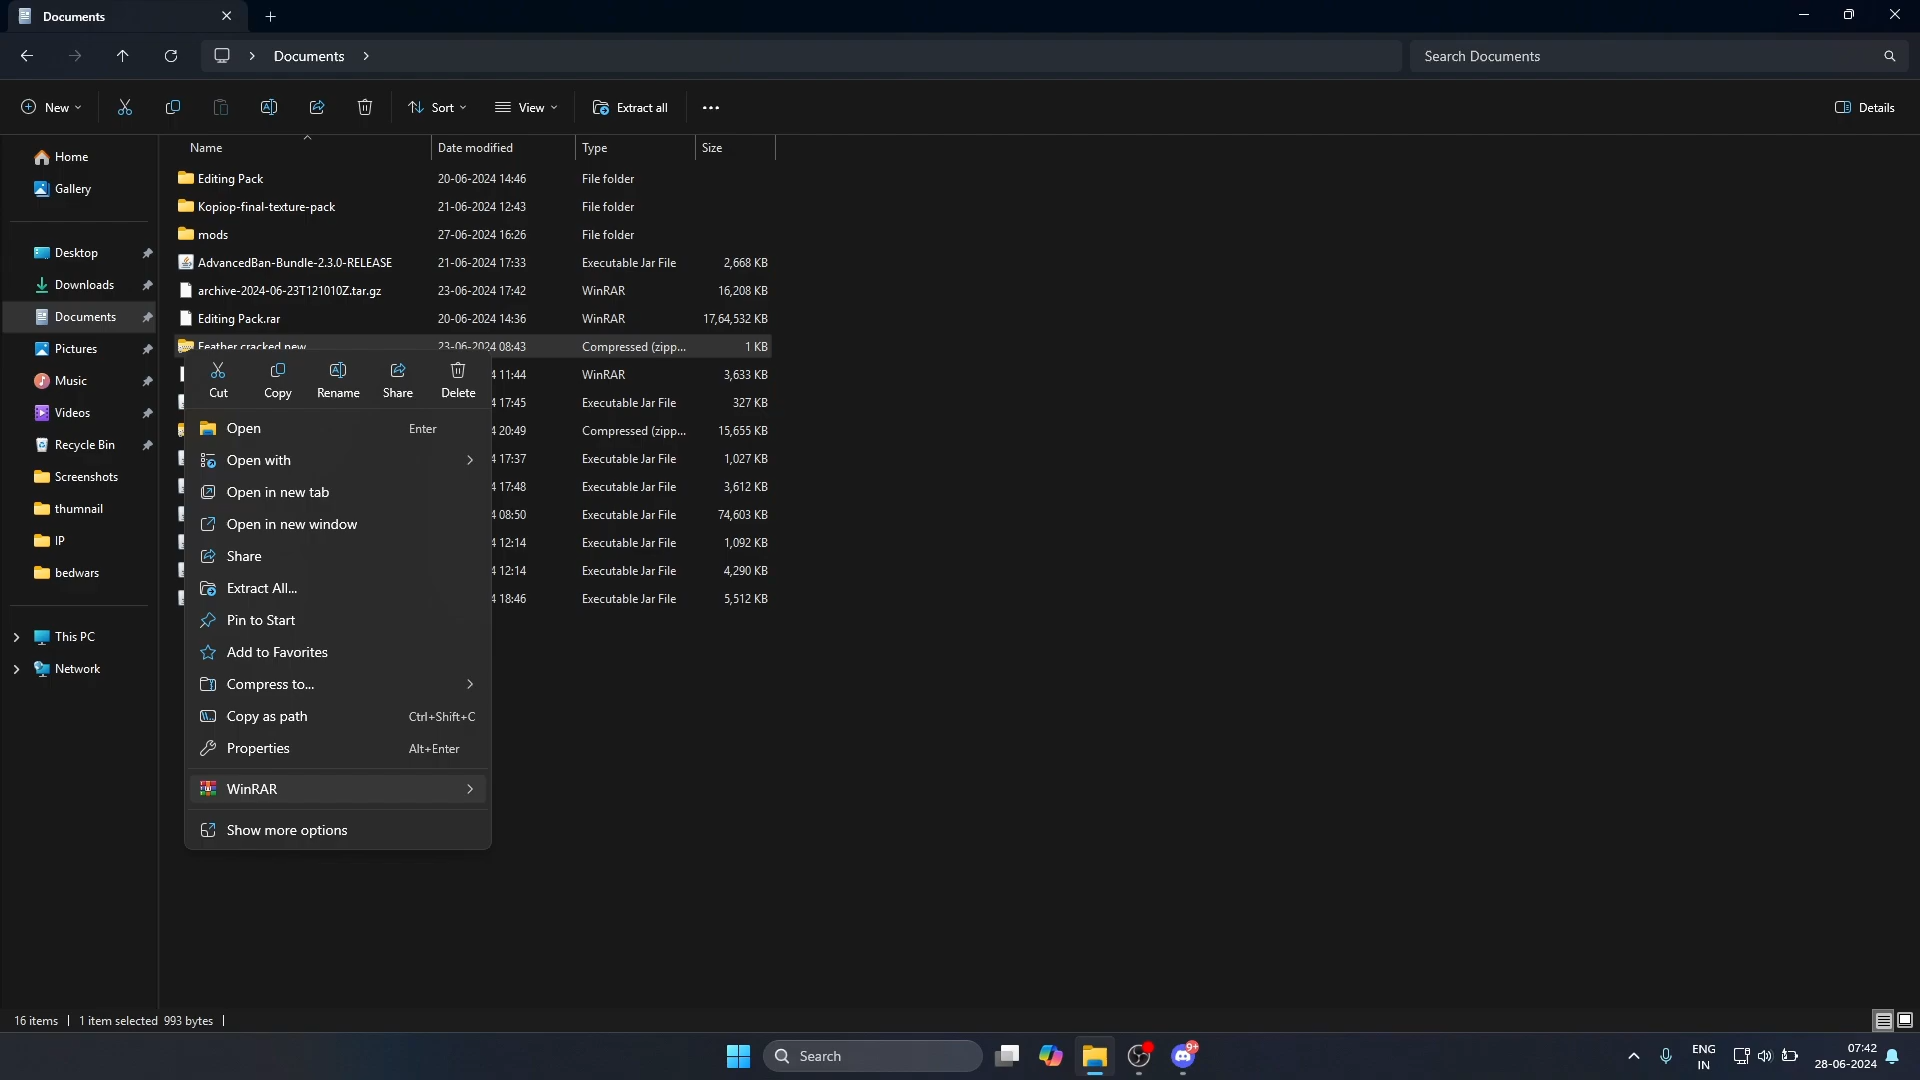 Documents
Documents
Search Documents
New
Sort
View
Extract all
Details
Name Date modified Type Size
Home
Gallery
Desktop
Downloads
Documents
Pictures
Music
Videos
Recycle Bin
Screenshots
thumnail
IP
bedwars
This PC
Network
Editing Pack 20-06-2024 14:46 File folder
Kopiop-final-texture-pack 21-06-2024 12:43 File folder
mods 27-06-2024 16:26 File folder
AdvancedBan-Bundle-2.3.0-RELEASE 21-06-2024 17:33 Executable Jar File 2,668 KB
archive-2024-06-23T121010Z.tar.gz 23-06-2024 17:42 WinRAR 16,208 KB
Editing Pack.rar 20-06-2024 14:36 WinRAR 17,64,532 KB
Feather cracked new 23-06-2024 08:43 Compressed (zipp... 1 KB
4 11:44 WinRAR 3,633 KB
4 17:45 Executable Jar File 327 KB
4 20:49 Compressed (zipp... 15,655 KB
4 17:37 Executable Jar File 1,027 KB
4 17:48 Executable Jar File 3,612 KB
4 08:50 Executable Jar File 74,603 KB
4 12:14 Executable Jar File 1,092 KB
4 12:14 Executable Jar File 4,290 KB
4 18:46 Executable Jar File 5,512 KB
Cut Copy Rename Share Delete
Open Enter
Open with
Open in new tab
Open in new window
Share
Extract All...
Pin to Start
Add to Favorites
Compress to...
Copy as path Ctrl+Shift+C
Properties Alt+Enter
WinRAR
Show more options
16 items 1 item selected 993 bytes
Search
9+
ENG
IN
07:42
28-06-2024